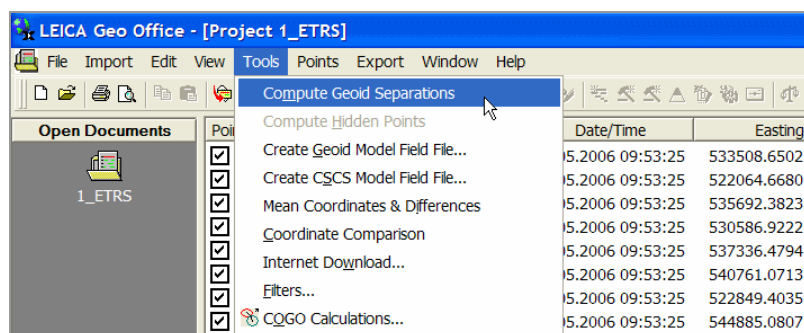 LEICA Geo Office - [Project 1_ETRS]
File Import Edit View Tools Points Export Window Help
Compute Geoid Separations
Open Documents Date/Time Easting
Compute Hidden Points
Create Geoid Model Field File... 05.2006 09:53:25 533508.6502
1_ETRS
Create CSCS Model Field File... 05.2006 09:53:25 522064.6680
Mean Coordinates & Differences 05.2006 09:53:25 535692.3823
Coordinate Comparison 05.2006 09:53:25 530586.9222
Internet Download... 05.2006 09:53:25 537336.4794
05.2006 09:53:25 540761.0713
Filters... 05.2006 09:53:25 522849.4035
COGO Calculations... 05.2006 09:53:25 544885.0807